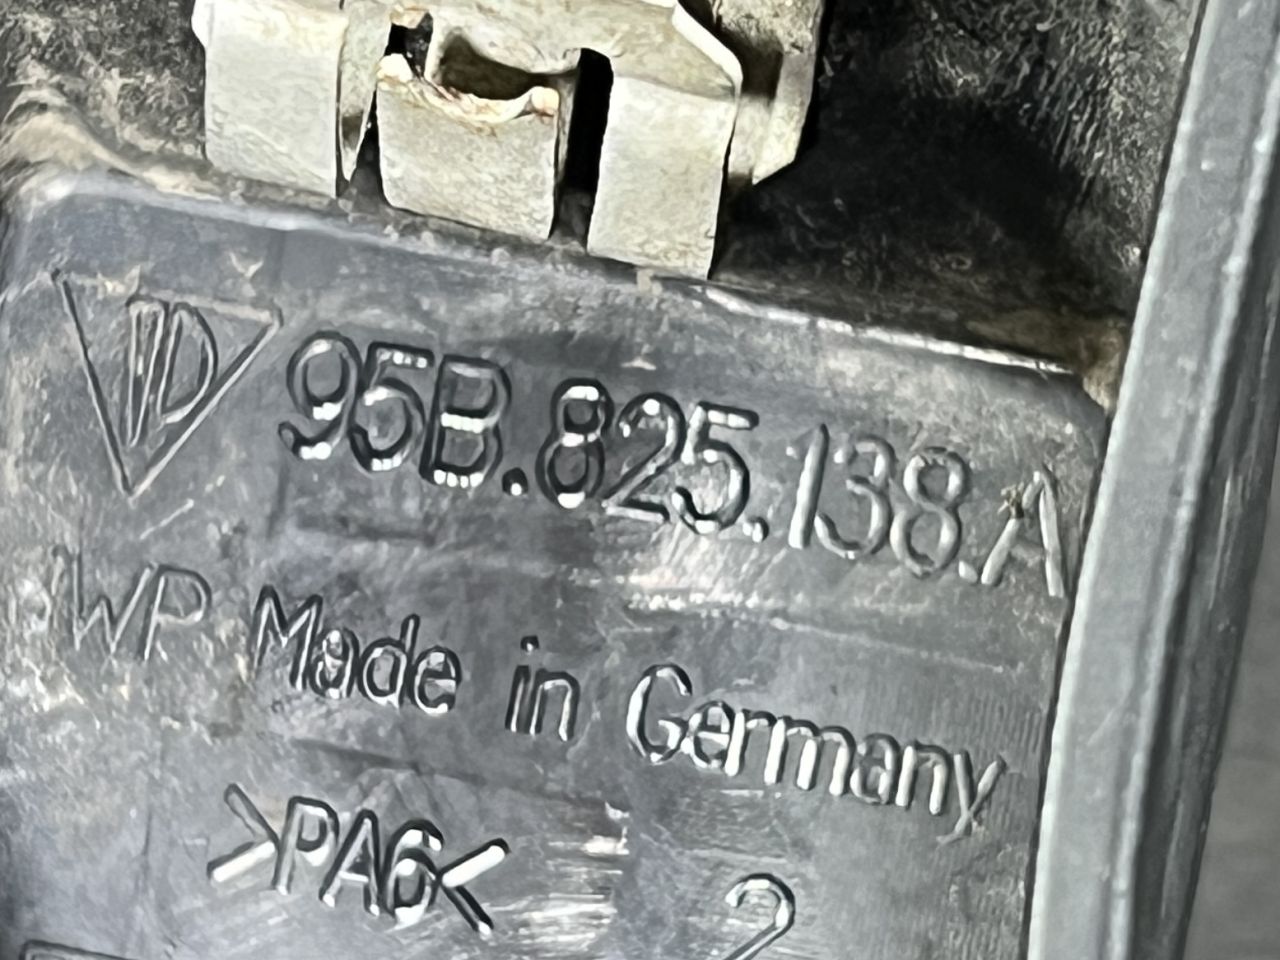 D 95B.825.138.A
WP Made in Germany
>PA6< 2